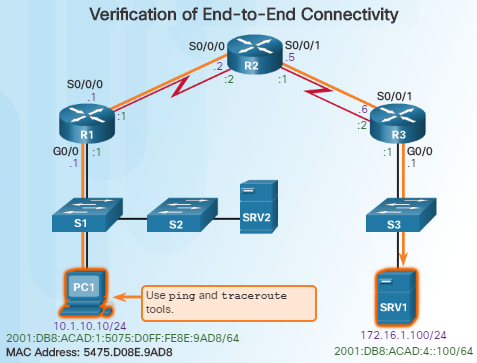 Verification of End-to-End Connectivity
S0/0/0
S0/0/1
.2
R2
.5
:2
:1
S0/0/0
.1
:1
S0/0/1
.6
:2
R1
R3
G0/0
:1
.1
:1
G0/0
.1
S1
S2
SRV2
S3
PC1
Use ping and traceroute
tools.
SRV1
10.1.10.10/24
2001:DB8:ACAD:1:5075:D0FF:FE8E:9AD8/64
MAC Address: 5475.D08E.9AD8
172.16.1.100/24
2001:DB8:ACAD:4::100/64